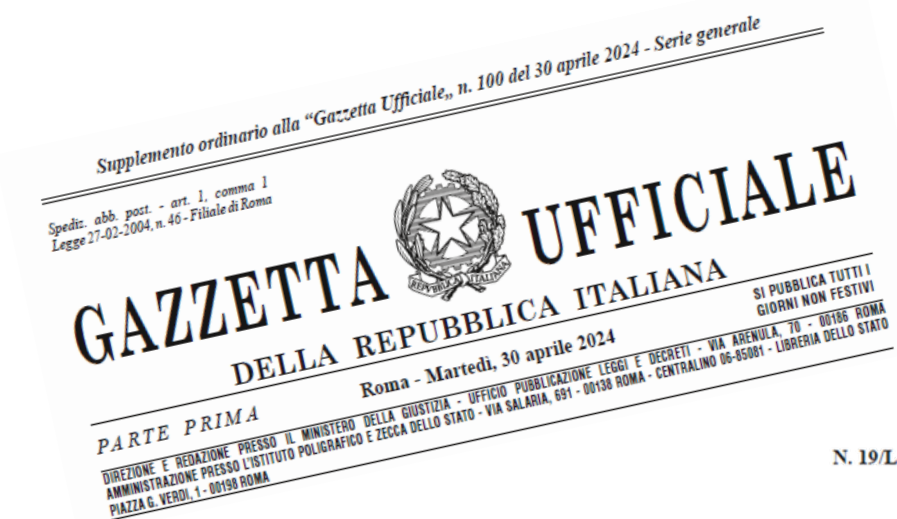 Supplemento ordinario alla “Gazzetta Ufficiale„ n. 100 del 30 aprile 2024 - Serie generale
Spediz. abb. post. - art. 1, comma 1
Legge 27-02-2004, n. 46 - Filiale di Roma
GAZZETTA UFFICIALE
REPVBBLICA ITALIANA
DELLA REPUBBLICA ITALIANA
SI PUBBLICA TUTTI I
GIORNI NON FESTIVI
PARTE PRIMA
Roma - Martedì, 30 aprile 2024
DIREZIONE E REDAZIONE PRESSO IL MINISTERO DELLA GIUSTIZIA - UFFICIO PUBBLICAZIONE LEGGI E DECRETI - VIA ARENULA, 70 - 00186 ROMA
AMMINISTRAZIONE PRESSO L'ISTITUTO POLIGRAFICO E ZECCA DELLO STATO - VIA SALARIA, 691 - 00138 ROMA - CENTRALINO 06-85081 - LIBRERIA DELLO STATO
PIAZZA G. VERDI, 1 - 00198 ROMA
N. 19/L